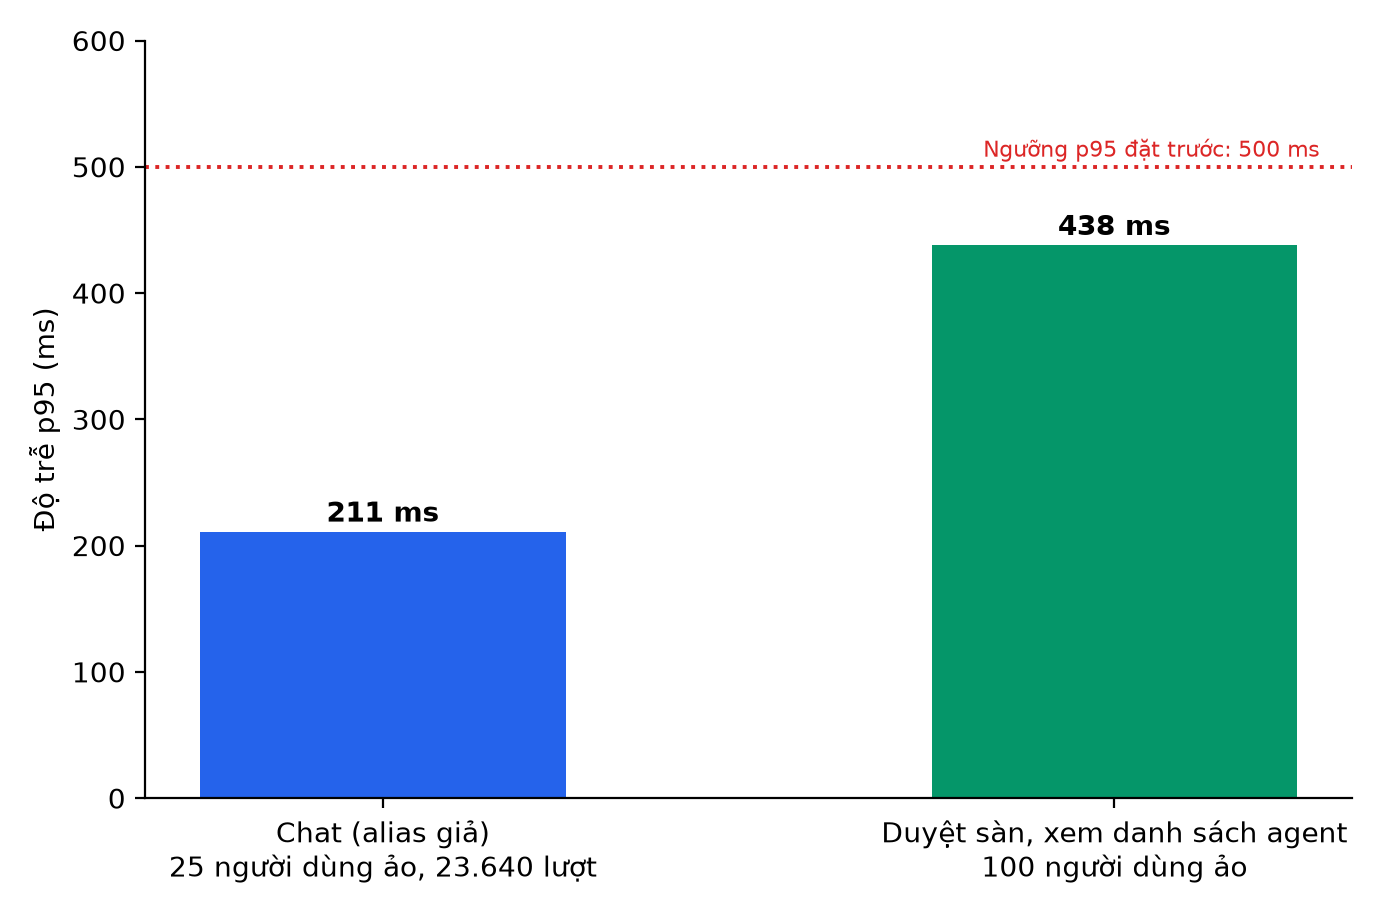 600
500
400
300
200
100
0
Độ trễ p95 (ms)
Ngưỡng p95 đặt trước: 500 ms
438 ms
211 ms
Chat (alias giả)
25 người dùng ảo, 23.640 lượt
Duyệt sàn, xem danh sách agent
100 người dùng ảo